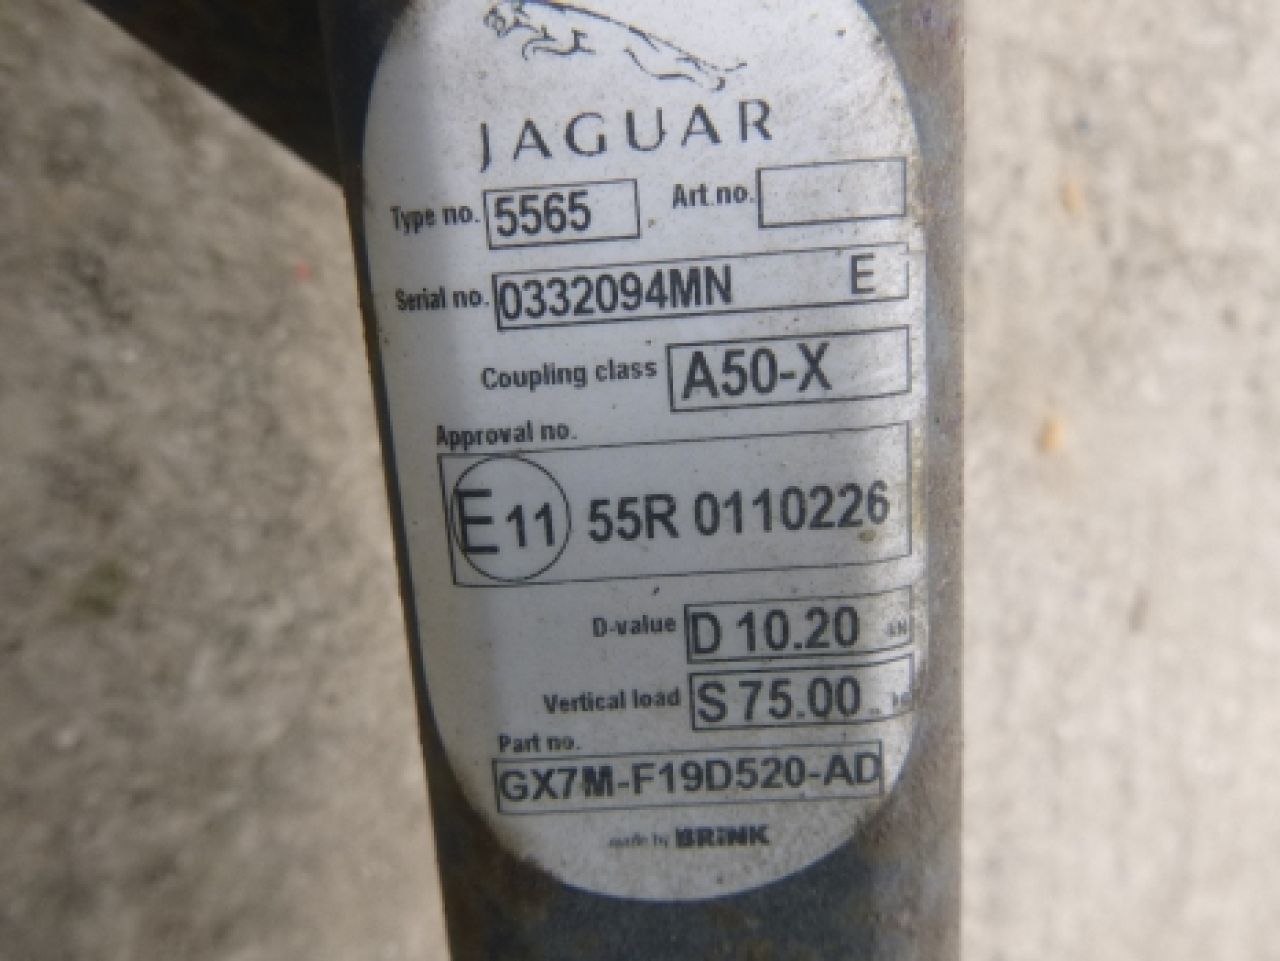 JAGUAR
Type no. 5565 Art no.
Serial no. 0332094MN E
Coupling class A50-X
Approval no.
E11 55R 0110226
D-value D 10.20 kN
Vertical load S 75.00 kg
Part no.
GX7M-F19D520-AD
made by BRINK